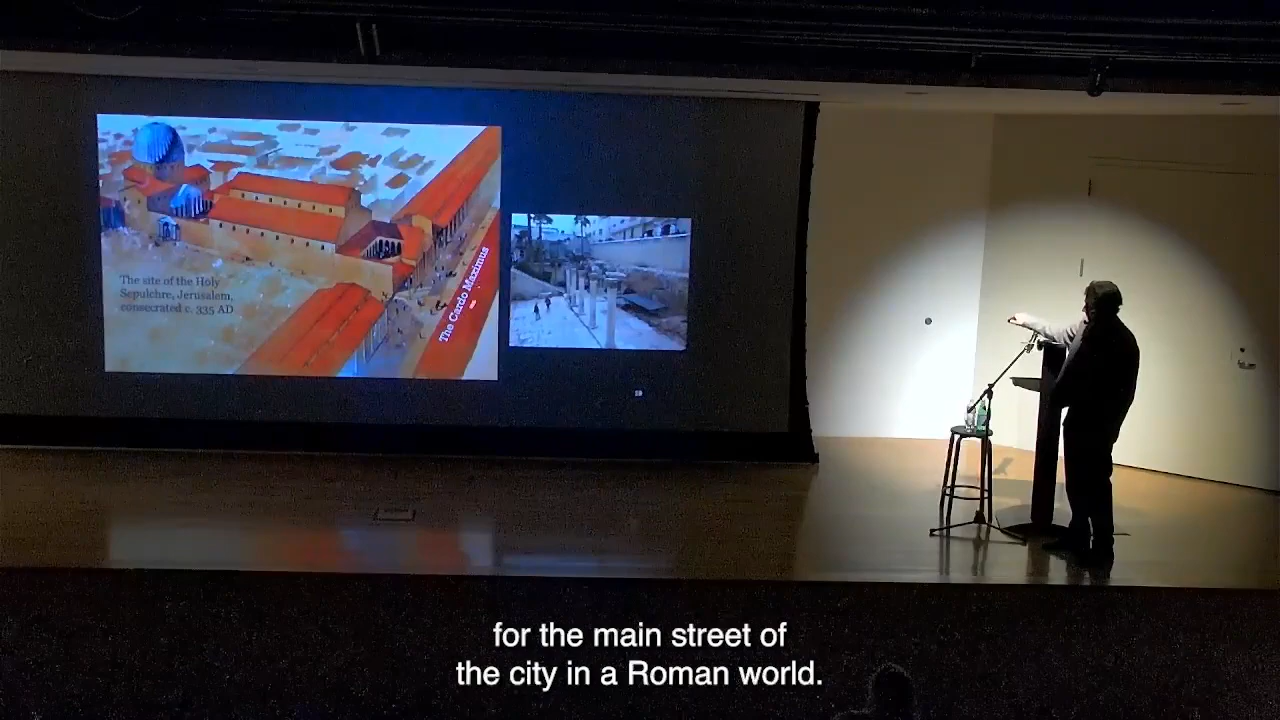 The site of the Holy
Sepulchre, Jerusalem,
consecrated c. 335 AD
The Cardo Maximus
for the main street of
the city in a Roman world.